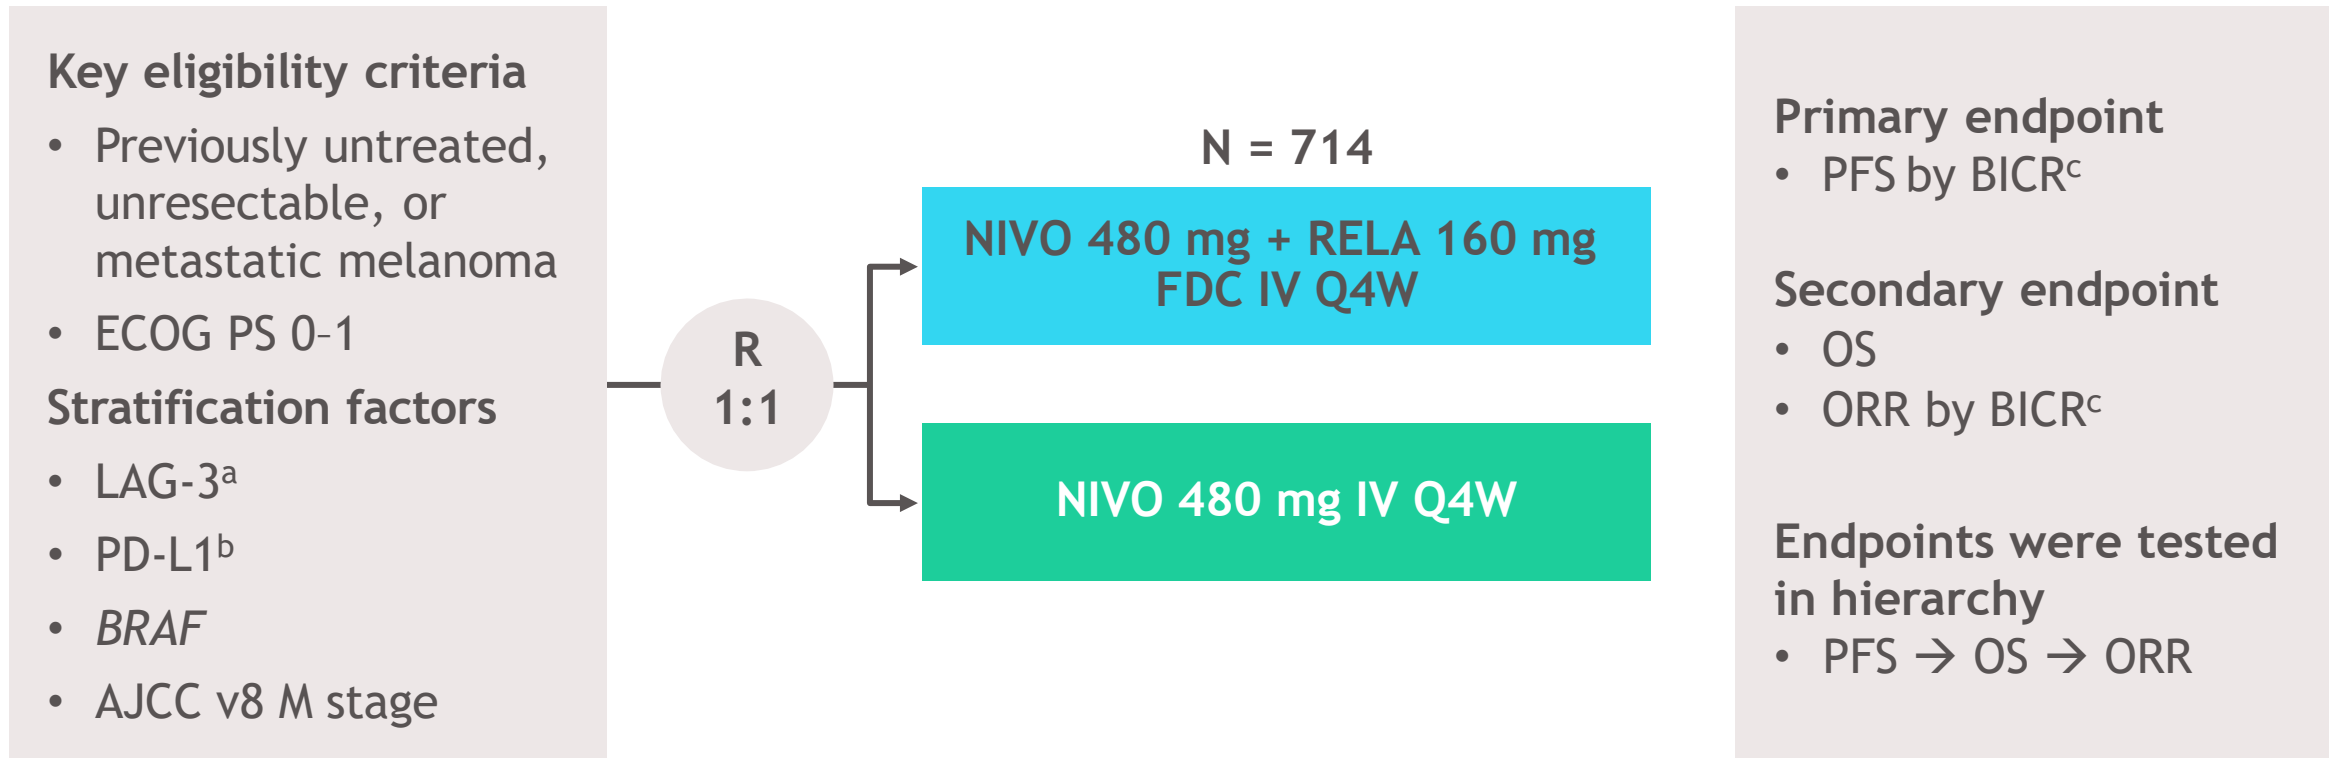 Key eligibility criteria
• Previously untreated,
unresectable, or
metastatic melanoma
• ECOG PS 0–1
Stratification factors
• LAG-3ᵃ
• PD-L1ᵇ
• BRAF
• AJCC v8 M stage
R
1:1
N = 714
NIVO 480 mg + RELA 160 mg
FDC IV Q4W
NIVO 480 mg IV Q4W
Primary endpoint
• PFS by BICRᶜ
Secondary endpoint
• OS
• ORR by BICRᶜ
Endpoints were tested
in hierarchy
• PFS → OS → ORR